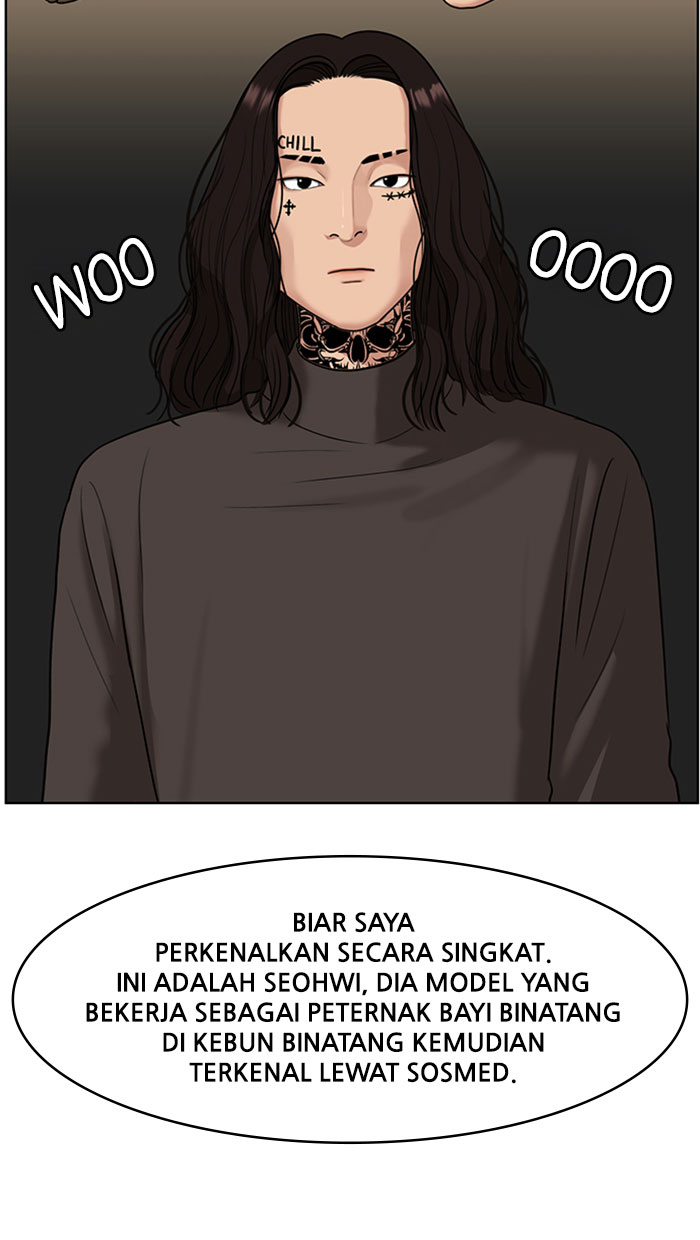 CHILL
WOO
OOOO
BIAR SAYA
PERKENALKAN SECARA SINGKAT.
INI ADALAH SEOHWI, DIA MODEL YANG
BEKERJA SEBAGAI PETERNAK BAYI BINATANG
DI KEBUN BINATANG KEMUDIAN
TERKENAL LEWAT SOSMED.